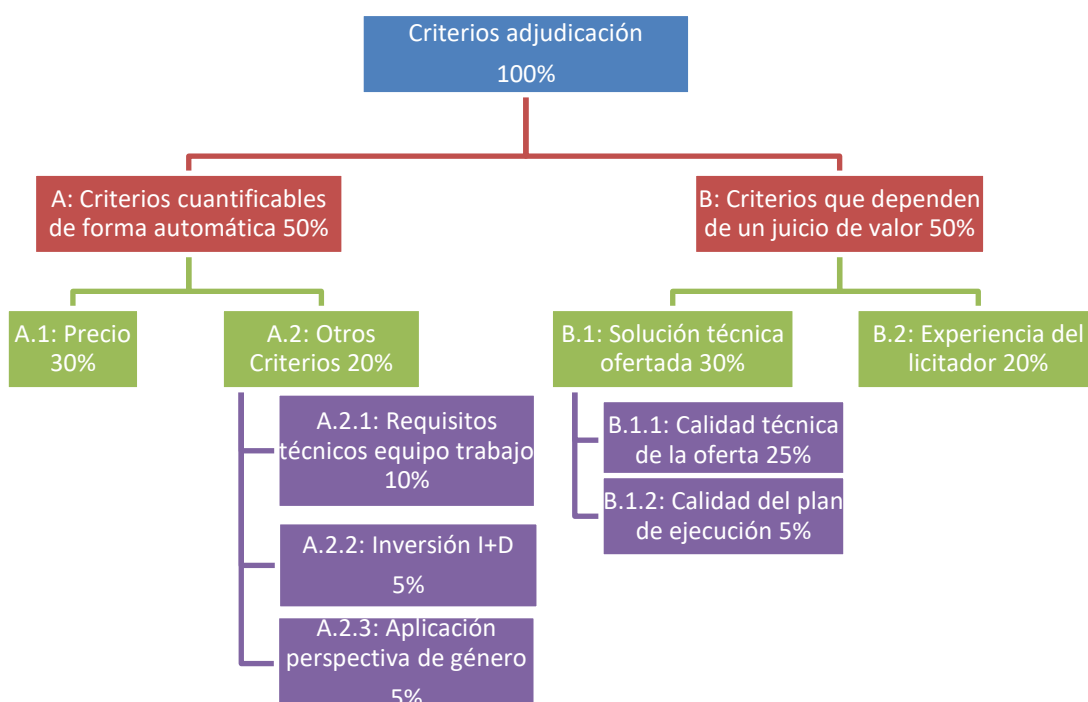 Criterios adjudicación
100%
A: Criterios cuantificables
de forma automática 50%
B: Criterios que dependen
de un juicio de valor 50%
A.1: Precio
30%
A.2: Otros
Criterios 20%
B.1: Solución técnica
ofertada 30%
B.2: Experiencia del
licitador 20%
A.2.1: Requisitos
técnicos equipo trabajo
10%
A.2.2: Inversión I+D
5%
A.2.3: Aplicación
perspectiva de género
5%
B.1.1: Calidad técnica
de la oferta 25%
B.1.2: Calidad del plan
de ejecución 5%